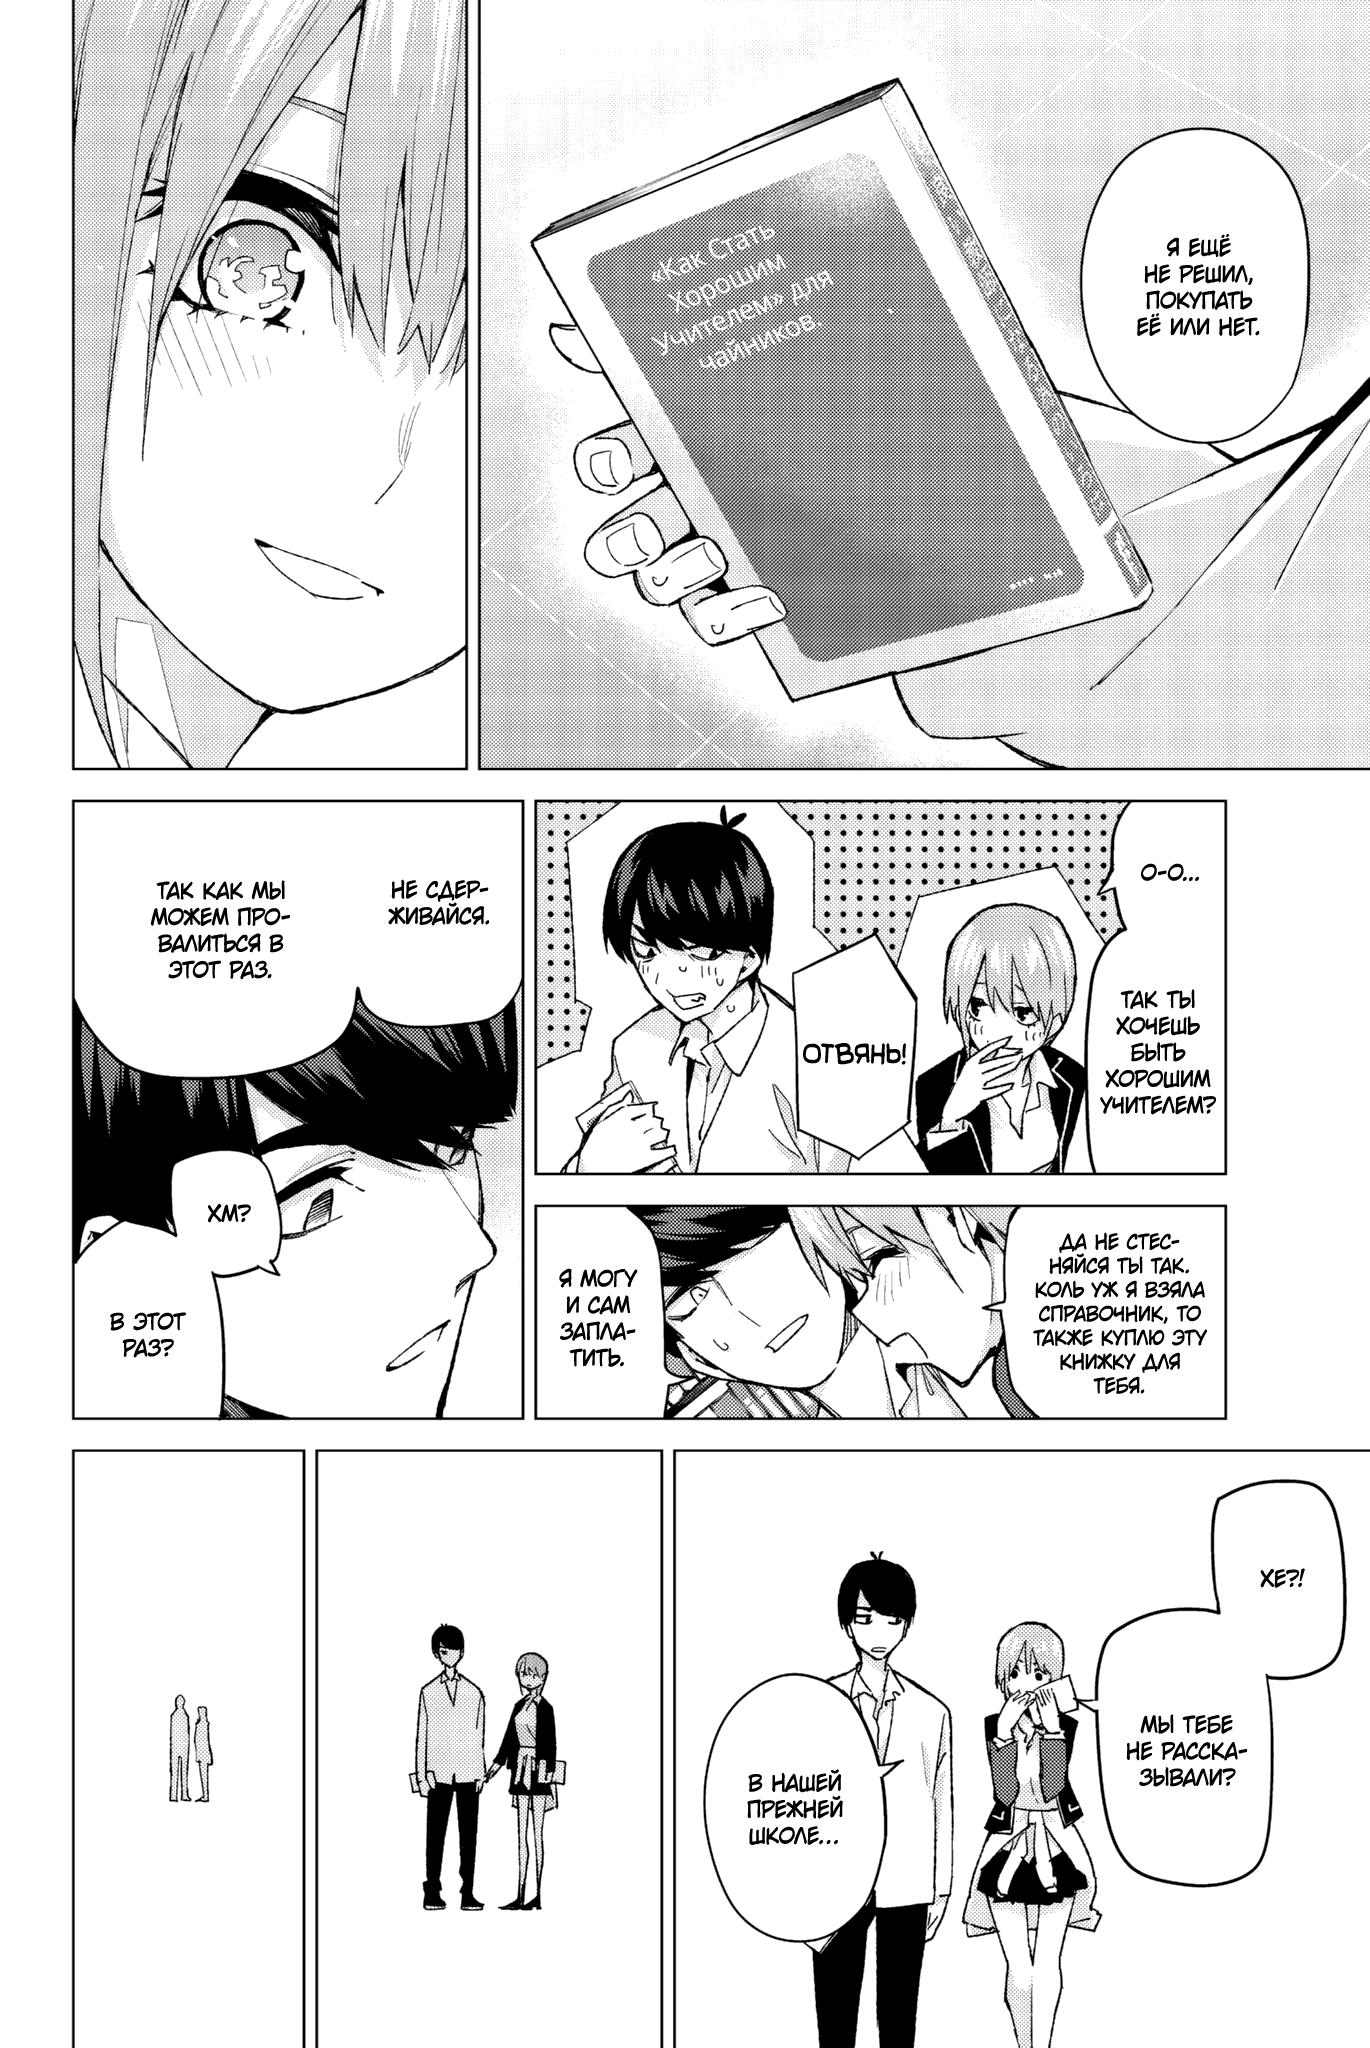 Я ЕЩЁ
НЕ РЕШИЛ,
ПОКУПАТЬ
ЕЁ ИЛИ НЕТ.
«Как Стать
Хорошим
учителем» для
чайников.
О-О...
ТАК ТЫ
ХОЧЕШЬ
БЫТЬ
ХОРОШИМ
УЧИТЕЛЕМ?
ОТВЯНЬ!
ДА НЕ СТЕС-
НЯЙСЯ ТЫ ТАК.
КОЛЬ УЖ Я ВЗЯЛА
СПРАВОЧНИК, ТО
ТАКЖЕ КУПЛЮ ЭТУ
КНИЖКУ ДЛЯ
ТЕБЯ.
Я МОГУ
И САМ
ЗАПЛА-
ТИТЬ.
НЕ СДЕР-
ЖИВАЙСЯ.
ТАК КАК МЫ
МОЖЕМ ПРО-
ВАЛИТЬСЯ В
ЭТОТ РАЗ.
ХМ?
В ЭТОТ
РАЗ?
ХЕ?!
МЫ ТЕБЕ
НЕ РАССКА-
ЗЫВАЛИ?
В НАШЕЙ
ПРЕЖНЕЙ
ШКОЛЕ...